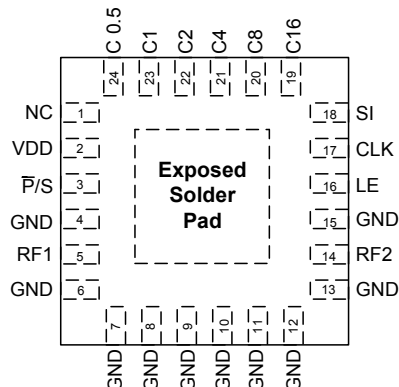 C 0.5
C1
C2
C4
C8
C16
24
23
22
21
20
19
NC 1
VDD 2
P̅/S 3
GND 4
RF1 5
GND 6
Exposed
Solder
Pad
18 SI
17 CLK
16 LE
15 GND
14 RF2
13 GND
7
8
9
10
11
12
GND
GND
GND
GND
GND
GND